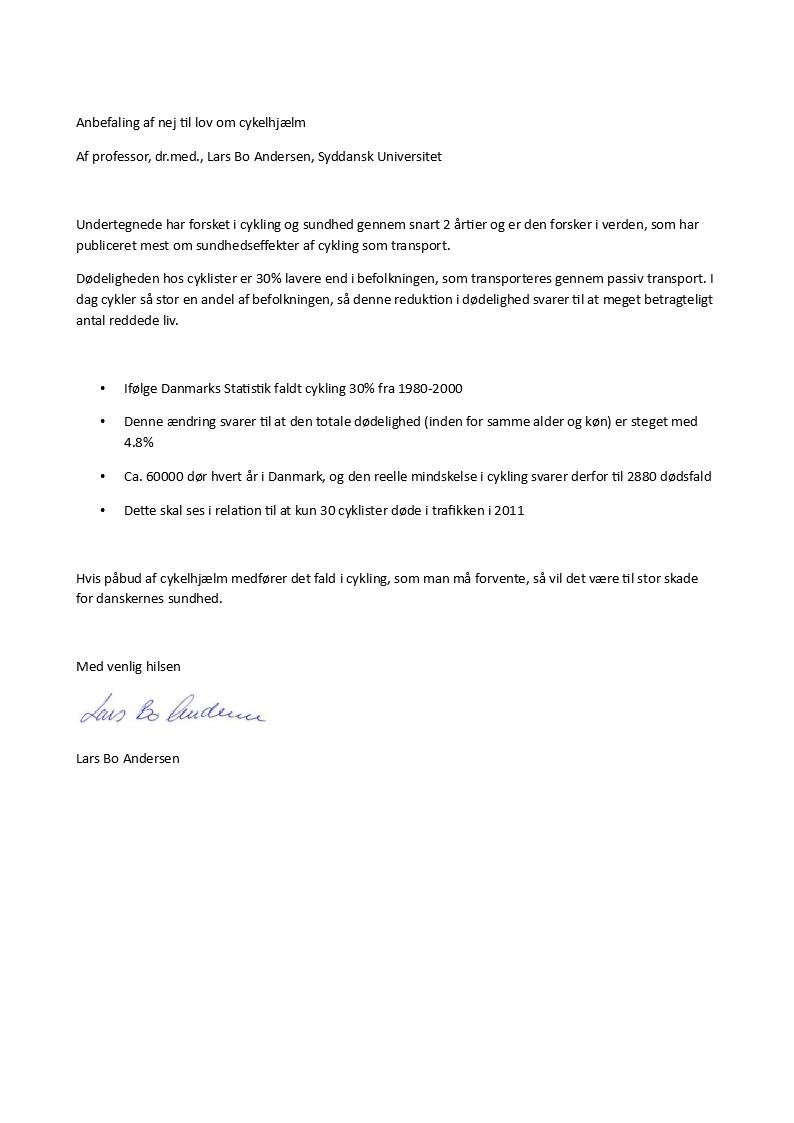 Anbefaling af nej til lov om cykelhjælm
Af professor, dr.med., Lars Bo Andersen, Syddansk Universitet
Undertegnede har forsket i cykling og sundhed gennem snart 2 årtier og er den forsker i verden, som har
publiceret mest om sundhedseffekter af cykling som transport.
Dødeligheden hos cyklister er 30% lavere end i befolkningen, som transporteres gennem passiv transport. I
dag cykler så stor en andel af befolkningen, så denne reduktion i dødelighed svarer til at meget betragteligt
antal reddede liv.
• Ifølge Danmarks Statistik faldt cykling 30% fra 1980-2000
• Denne ændring svarer til at den totale dødelighed (inden for samme alder og køn) er steget med
4.8%
• Ca. 60000 dør hvert år i Danmark, og den reelle mindskelse i cykling svarer derfor til 2880 dødsfald
• Dette skal ses i relation til at kun 30 cyklister døde i trafikken i 2011
Hvis påbud af cykelhjælm medfører det fald i cykling, som man må forvente, så vil det være til stor skade
for danskernes sundhed.
Med venlig hilsen
Lars Bo Andersen
Lars Bo Andersen